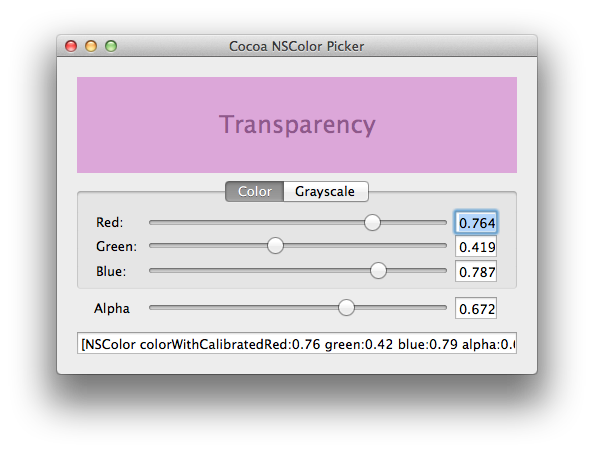 Cocoa NSColor Picker
Transparency
Color Grayscale
Red: 0.764
Green: 0.419
Blue: 0.787
Alpha 0.672
[NSColor colorWithCalibratedRed:0.76 green:0.42 blue:0.79 alpha:0.